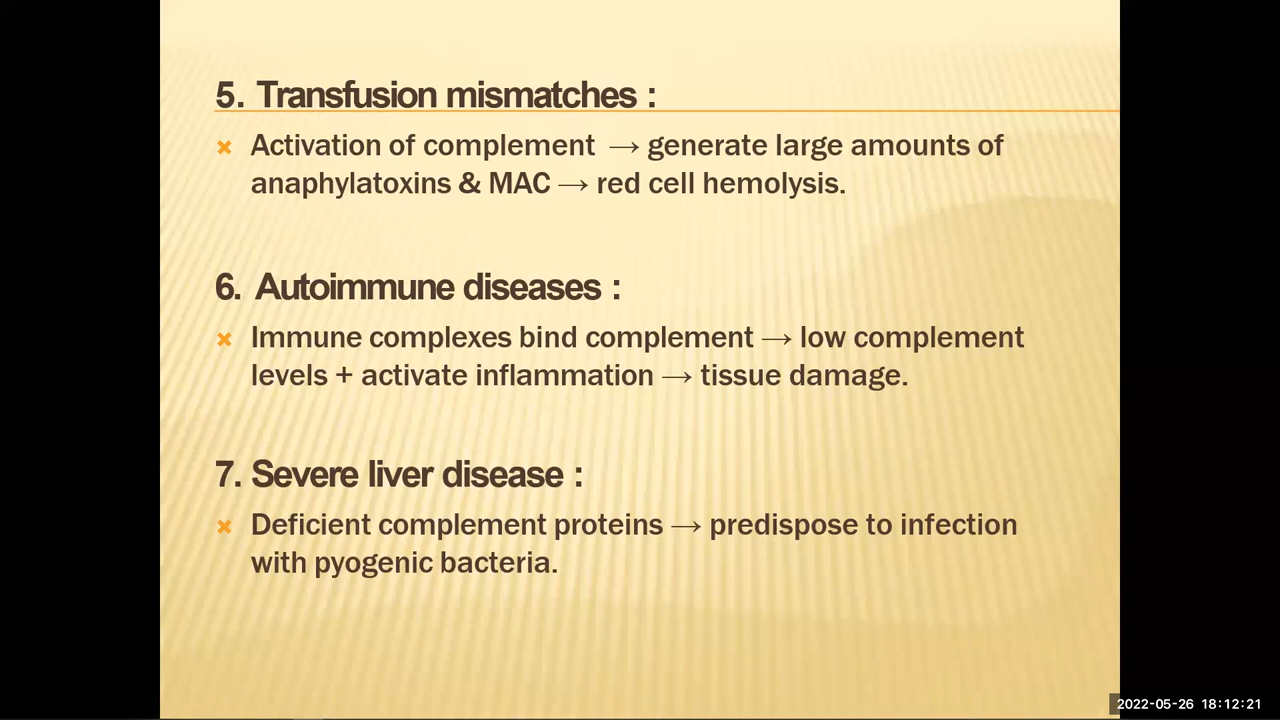 5. Transfusion mismatches :
Activation of complement → generate large amounts of
anaphylatoxins & MAC → red cell hemolysis.
6. Autoimmune diseases :
Immune complexes bind complement → low complement
levels + activate inflammation → tissue damage.
7. Severe liver disease :
Deficient complement proteins → predispose to infection
with pyogenic bacteria.
2022-05-26 18:12:21